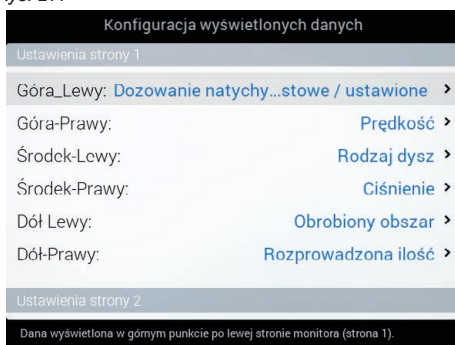 Konfiguracja wyświetlonych danych
Ustawienia strony 1
Góra_Lewy: Dozowanie natychy...stowe / ustawione >
Góra-Prawy: Prędkość >
Środek-Lewy: Rodzaj dysz >
Środek-Prawy: Ciśnienie >
Dół Lewy: Obrobiony obszar >
Dół-Prawy: Rozprowadzona ilość >
Ustawienia strony 2
Dana wyświetlona w górnym punkcie po lewej stronie monitora (strona 1).